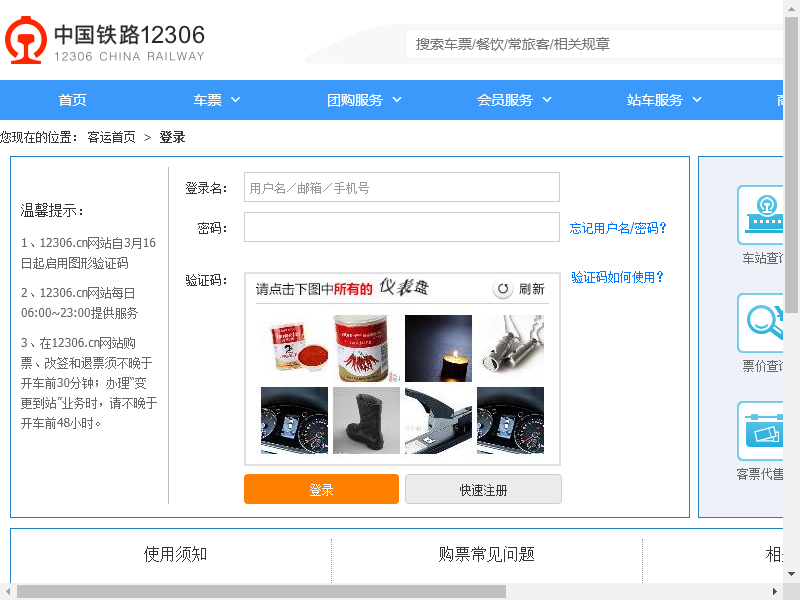 中国铁路12306
12306 CHINA RAILWAY
搜索车票/餐饮/常旅客/相关规章
首页
车票
团购服务
会员服务
站车服务
您现在的位置： 客运首页 > 登录
温馨提示：
1、12306.cn网站自3月16
日起启用图形验证码
2、12306.cn网站每日
06:00~23:00提供服务
3、在12306.cn网站购
票、改签和退票须不晚于
开车前30分钟；办理“变
更到站”业务时，请不晚于
开车前48小时。
登录名：
用户名／邮箱／手机号
密码：
忘记用户名/密码？
验证码：
请点击下图中所有的 仪表盘
刷新
验证码如何使用？
登录
快速注册
车站查
票价查
客票代售
使用须知
购票常见问题
相